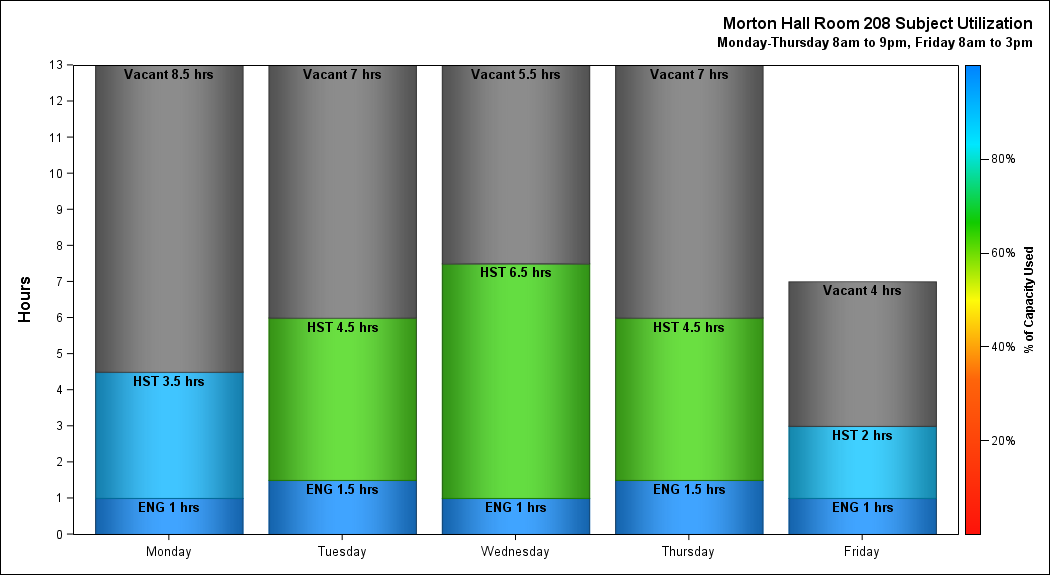 Morton Hall Room 208 Subject Utilization
Monday-Thursday 8am to 9pm, Friday 8am to 3pm
Hours
13
12
11
10
9
8
7
6
5
4
3
2
1
0
Vacant 8.5 hrs
HST 3.5 hrs
ENG 1 hrs
Vacant 7 hrs
HST 4.5 hrs
ENG 1.5 hrs
Vacant 5.5 hrs
HST 6.5 hrs
ENG 1 hrs
Vacant 7 hrs
HST 4.5 hrs
ENG 1.5 hrs
Vacant 4 hrs
HST 2 hrs
ENG 1 hrs
Monday
Tuesday
Wednesday
Thursday
Friday
80%
60%
40%
20%
% of Capacity Used